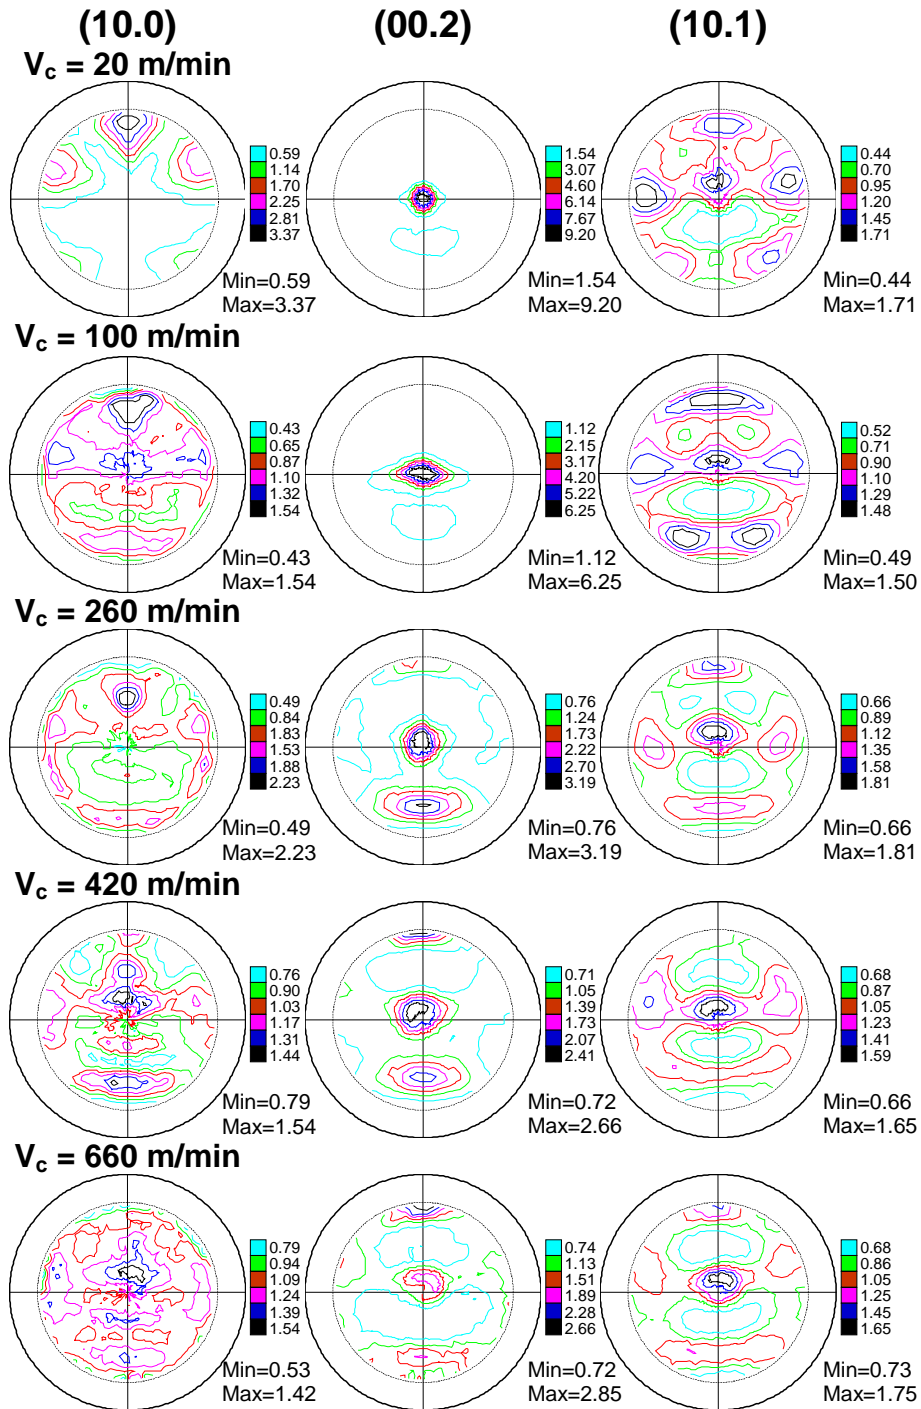 (10.0) (00.2) (10.1)
Vc = 20 m/min
0.59 1.54 0.44
1.14 3.07 0.70
1.70 4.60 0.95
2.25 6.14 1.20
2.81 7.67 1.45
3.37 9.20 1.71
Min=0.59 Min=1.54 Min=0.44
Max=3.37 Max=9.20 Max=1.71
Vc = 100 m/min
0.43 1.12 0.52
0.65 2.15 0.71
0.87 3.17 0.90
1.10 4.20 1.10
1.32 5.22 1.29
1.54 6.25 1.48
Min=0.43 Min=1.12 Min=0.49
Max=1.54 Max=6.25 Max=1.50
Vc = 260 m/min
0.49 0.76 0.66
0.84 1.24 0.89
1.83 1.73 1.12
1.53 2.22 1.35
1.88 2.70 1.58
2.23 3.19 1.81
Min=0.49 Min=0.76 Min=0.66
Max=2.23 Max=3.19 Max=1.81
Vc = 420 m/min
0.76 0.71 0.68
0.90 1.05 0.87
1.03 1.39 1.05
1.17 1.73 1.23
1.31 2.07 1.41
1.44 2.41 1.59
Min=0.79 Min=0.72 Min=0.66
Max=1.54 Max=2.66 Max=1.65
Vc = 660 m/min
0.79 0.74 0.68
0.94 1.13 0.86
1.09 1.51 1.05
1.24 1.89 1.25
1.39 2.28 1.45
1.54 2.66 1.65
Min=0.53 Min=0.72 Min=0.73
Max=1.42 Max=2.85 Max=1.75